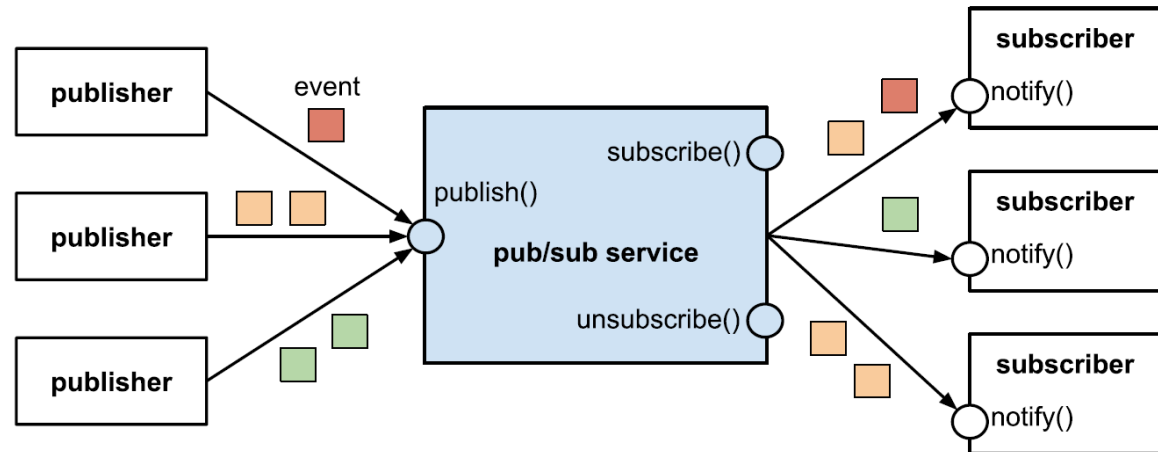 publisher
event
publisher
publisher
publish()
subscribe()
pub/sub service
unsubscribe()
subscriber
notify()
subscriber
notify()
subscriber
notify()